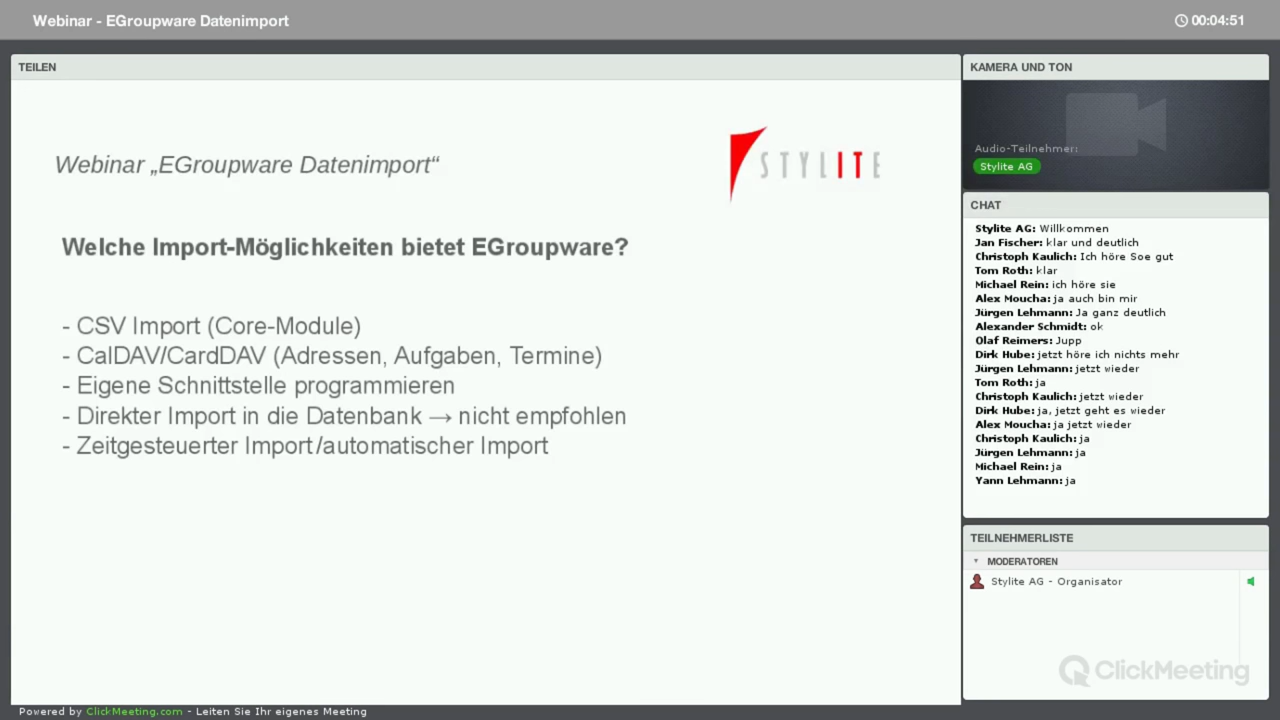 Webinar - EGroupware Datenimport
00:04:51
TEILEN
Webinar „EGroupware Datenimport“
STYLITE
Welche Import-Möglichkeiten bietet EGroupware?
- CSV Import (Core-Module)
- CalDAV/CardDAV (Adressen, Aufgaben, Termine)
- Eigene Schnittstelle programmieren
- Direkter Import in die Datenbank → nicht empfohlen
- Zeitgesteuerter Import/automatischer Import
KAMERA UND TON
Audio-Teilnehmer:
Stylite AG
CHAT
Stylite AG: Willkommen
Jan Fischer: klar und deutlich
Christoph Kaulich: Ich höre Soe gut
Tom Roth: klar
Michael Rein: ich höre sie
Alex Moucha: ja auch bin mir
Jürgen Lehmann: Ja ganz deutlich
Alexander Schmidt: ok
Olaf Reimers: Jupp
Dirk Hube: jetzt höre ich nichts mehr
Jürgen Lehmann: jetzt wieder
Tom Roth: ja
Christoph Kaulich: jetzt wieder
Dirk Hube: ja, jetzt geht es wieder
Alex Moucha: ja jetzt wieder
Christoph Kaulich: ja
Jürgen Lehmann: ja
Michael Rein: ja
Yann Lehmann: ja
TEILNEHMERLISTE
MODERATOREN
Stylite AG - Organisator
ClickMeeting
Powered by ClickMeeting.com - Leiten Sie Ihr eigenes Meeting